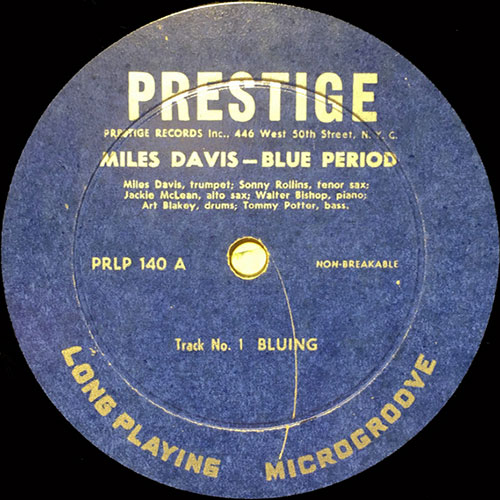 PRESTIGE
PRESTIGE RECORDS Inc., 446 West 50th Street, N. Y. C.
MILES DAVIS—BLUE PERIOD
Miles Davis, trumpet; Sonny Rollins, tenor sax;
Jackie McLean, alto sax; Walter Bishop, piano;
Art Blakey, drums; Tommy Potter, bass.
PRLP 140 A
NON-BREAKABLE
Track No. 1 BLUING
LONG PLAYING MICROGROOVE